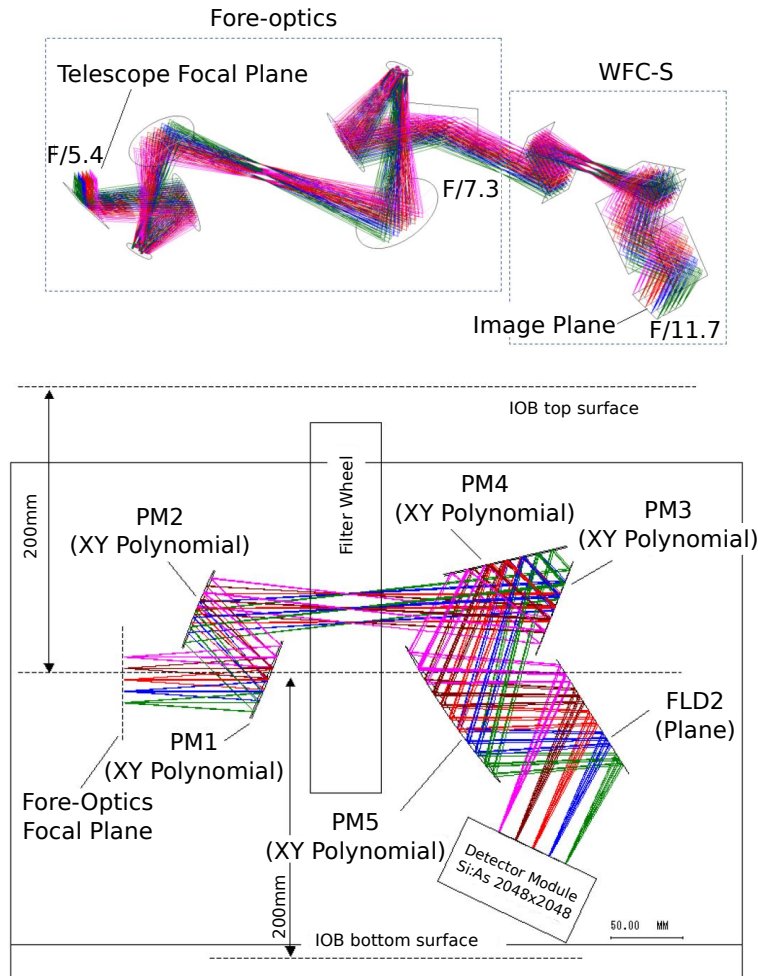 Fore-optics
Telescope Focal Plane
WFC-S
F/5.4
F/7.3
Image Plane
F/11.7
IOB top surface
200mm
Filter Wheel
PM2
(XY Polynomial)
PM4
(XY Polynomial)
PM3
(XY Polynomial)
PM1
(XY Polynomial)
FLD2
(Plane)
Fore-Optics
Focal Plane
PM5
(XY Polynomial)
Detector Module
Si:As 2048x2048
200mm
50.00 MM
IOB bottom surface